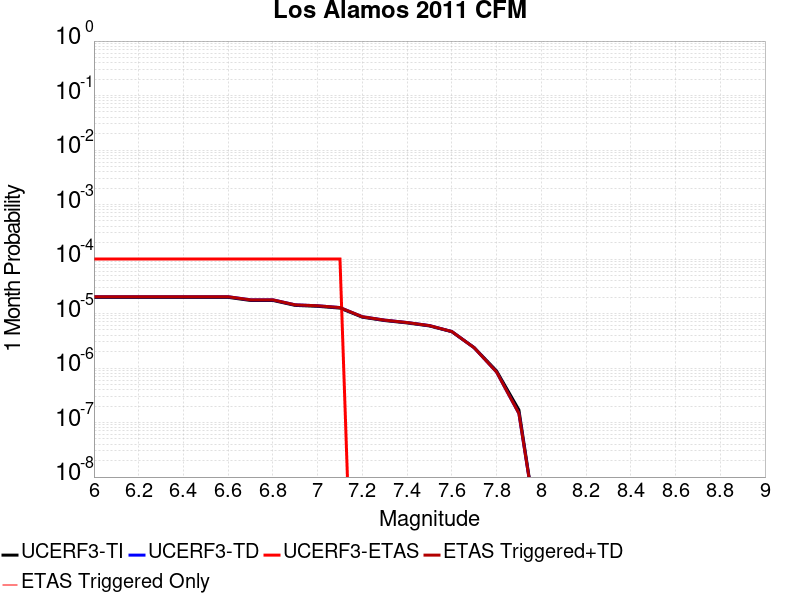 Los Alamos 2011 CFM
10^0
10^-1
10^-2
10^-3
10^-4
10^-5
10^-6
10^-7
10^-8
1 Month Probability
6 6.2 6.4 6.6 6.8 7 7.2 7.4 7.6 7.8 8 8.2 8.4 8.6 8.8 9
Magnitude
UCERF3-TI UCERF3-TD UCERF3-ETAS ETAS Triggered+TD
ETAS Triggered Only